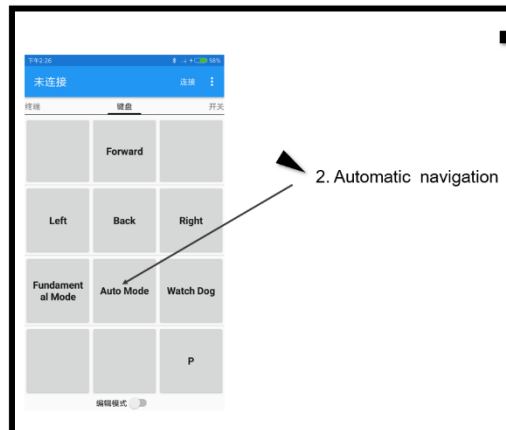 下午2:26
58%
未连接
连接
终端
键盘
开关
Forward
2. Automatic navigation
Left
Back
Right
Fundament
al Mode
Auto Mode
Watch Dog
P
编辑模式